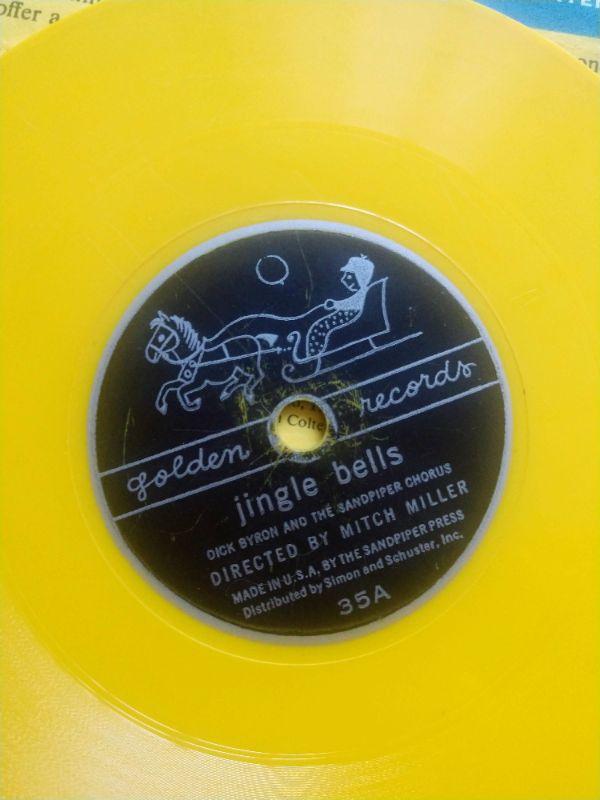 offer a
golden records
jingle bells
DICK BYRON AND THE SANDPIPER CHORUS
DIRECTED BY MITCH MILLER
MADE IN U.S.A. BY THE SANDPIPER PRESS
Distributed by Simon and Schuster, Inc.
35A